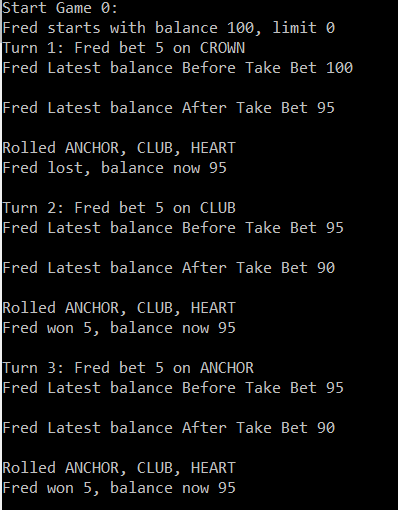 Start Game 0:
Fred starts with balance 100, limit 0
Turn 1: Fred bet 5 on CROWN
Fred Latest balance Before Take Bet 100
Fred Latest balance After Take Bet 95
Rolled ANCHOR, CLUB, HEART
Fred lost, balance now 95
Turn 2: Fred bet 5 on CLUB
Fred Latest balance Before Take Bet 95
Fred Latest balance After Take Bet 90
Rolled ANCHOR, CLUB, HEART
Fred won 5, balance now 95
Turn 3: Fred bet 5 on ANCHOR
Fred Latest balance Before Take Bet 95
Fred Latest balance After Take Bet 90
Rolled ANCHOR, CLUB, HEART
Fred won 5, balance now 95